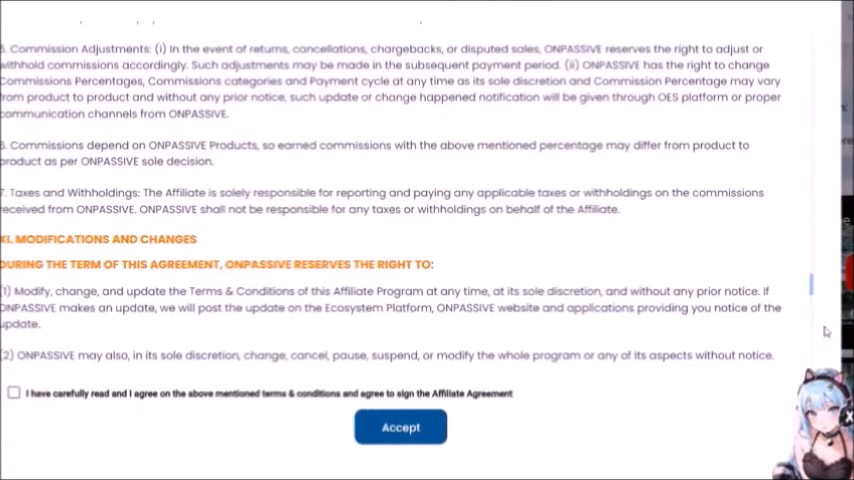 5. Commission Adjustments: (i) In the event of returns, cancellations, chargebacks, or disputed sales, ONPASSIVE reserves the right to adjust or
withhold commissions accordingly. Such adjustments may be made in the subsequent payment period. (ii) ONPASSIVE has the right to change
Commissions Percentages, Commissions categories and Payment cycle at any time as its sole discretion and Commission Percentage may vary
from product to product and without any prior notice, such update or change happened notification will be given through OES platform or proper
communication channels from ONPASSIVE.
6. Commissions depend on ONPASSIVE Products, so earned commissions with the above mentioned percentage may differ from product to
product as per ONPASSIVE sole decision.
7. Taxes and Withholdings: The Affiliate is solely responsible for reporting and paying any applicable taxes or withholdings on the commissions
received from ONPASSIVE. ONPASSIVE shall not be responsible for any taxes or withholdings on behalf of the Affiliate.
XI. MODIFICATIONS AND CHANGES
DURING THE TERM OF THIS AGREEMENT, ONPASSIVE RESERVES THE RIGHT TO:
(1) Modify, change, and update the Terms & Conditions of this Affiliate Program at any time, at its sole discretion, and without any prior notice. If
ONPASSIVE makes an update, we will post the update on the Ecosystem Platform, ONPASSIVE website and applications providing you notice of the
update.
(2) ONPASSIVE may also, in its sole discretion, change, cancel, pause, suspend, or modify the whole program or any of its aspects without notice.
I have carefully read and I agree on the above mentioned terms & conditions and agree to sign the Affiliate Agreement
Accept